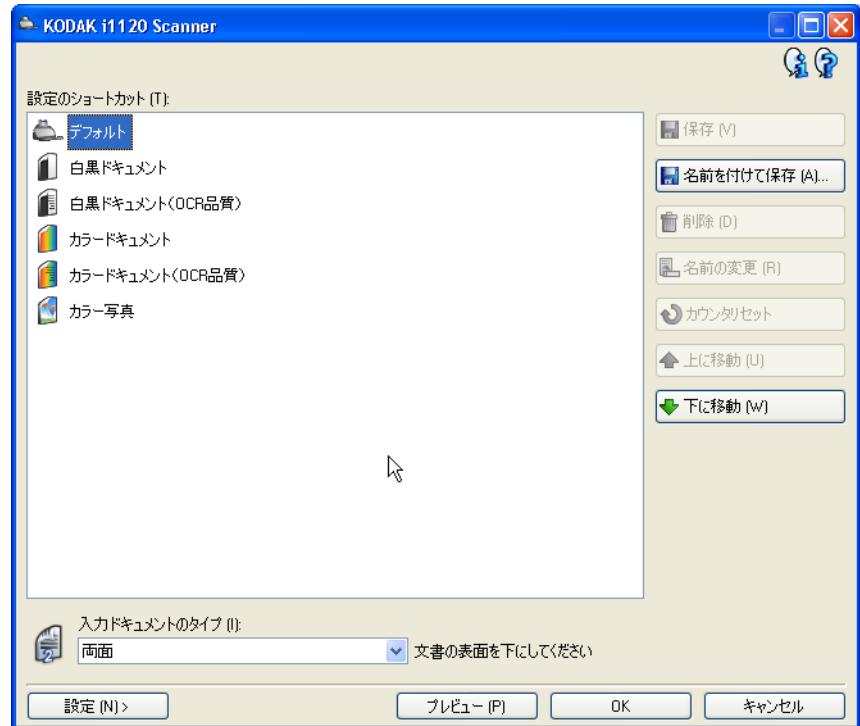 KODAK i1120 Scanner
設定のショートカット (T):
デフォルト
白黒ドキュメント
白黒ドキュメント(OCR品質)
カラードキュメント
カラードキュメント(OCR品質)
カラー写真
保存 (V)
名前を付けて保存 (A)...
削除 (D)
名前の変更 (R)
カウンタリセット
上に移動 (U)
下に移動 (W)
入力ドキュメントのタイプ (I):
両面
文書の表面を下にしてください
設定 (N) >
プレビュー (P)
OK
キャンセル